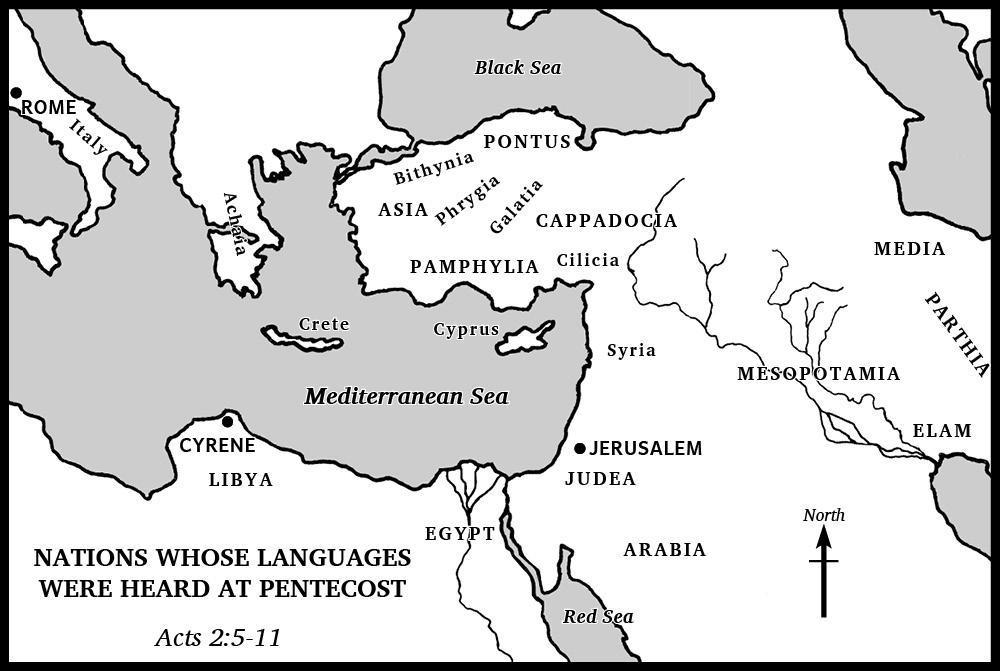 Black Sea
ROME
Italy
PONTUS
Bithynia
Achaia
ASIA
Phrygia
Galatia
CAPPADOCIA
MEDIA
PAMPHYLIA
Cilicia
PARTHIA
Crete
Cyprus
Syria
MESOPOTAMIA
Mediterranean Sea
CYRENE
ELAM
JERUSALEM
LIBYA
JUDEA
North
EGYPT
ARABIA
NATIONS WHOSE LANGUAGES
WERE HEARD AT PENTECOST
Red Sea
Acts 2:5-11